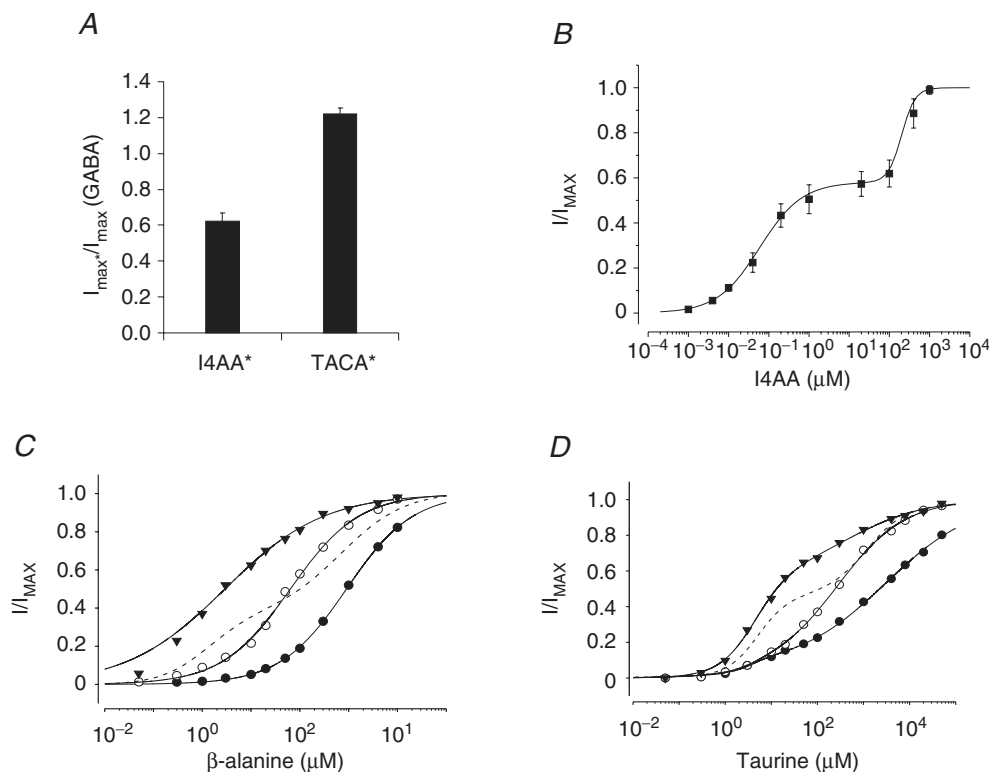 A
1.4
1.2
1.0
0.8
0.6
0.4
0.2
0.0
Imax*/Imax (GABA)
I4AA*
TACA*
B
1.0
0.8
0.6
0.4
0.2
0
I/IMAX
10⁻⁴ 10⁻³ 10⁻² 10⁻¹ 10⁰ 10¹ 10² 10³ 10⁴
I4AA (μM)
C
1.0
0.8
0.6
0.4
0.2
0
I/IMAX
10⁻² 10⁰ 10² 10¹
β-alanine (μM)
D
1.0
0.8
0.6
0.4
0.2
0
I/IMAX
10⁻² 10⁰ 10² 10⁴
Taurine (μM)